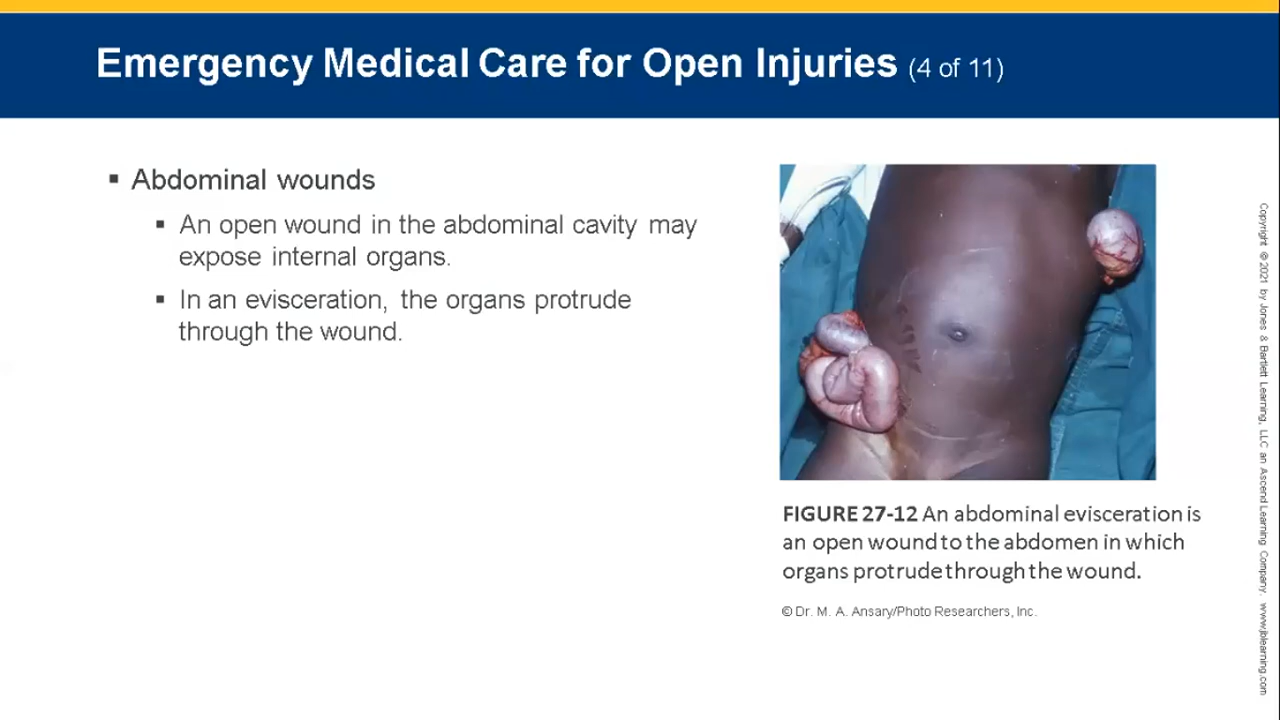 Emergency Medical Care for Open Injuries (4 of 11)
▪ Abdominal wounds
▪ An open wound in the abdominal cavity may
expose internal organs.
▪ In an evisceration, the organs protrude
through the wound.
FIGURE 27-12 An abdominal evisceration is
an open wound to the abdomen in which
organs protrude through the wound.
© Dr. M. A. Ansary/Photo Researchers, Inc.
Copyright © 2021 by Jones & Bartlett Learning, LLC an Ascend Learning Company. www.jblearning.com